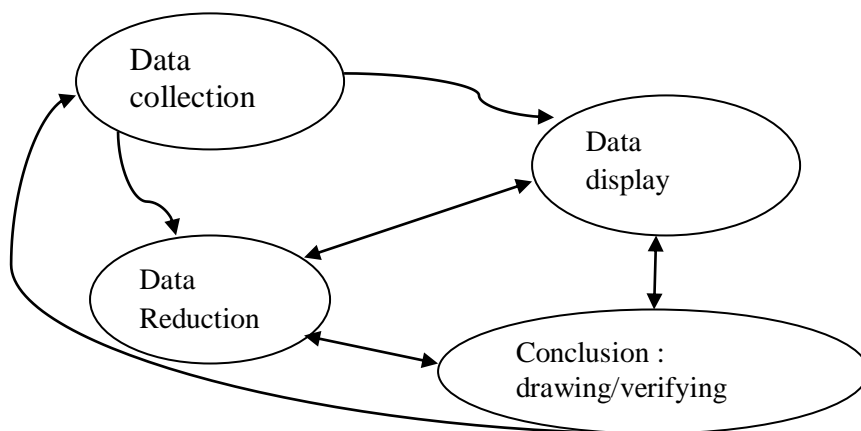 Data
collection
Data
display
Data
Reduction
Conclusion :
drawing/verifying